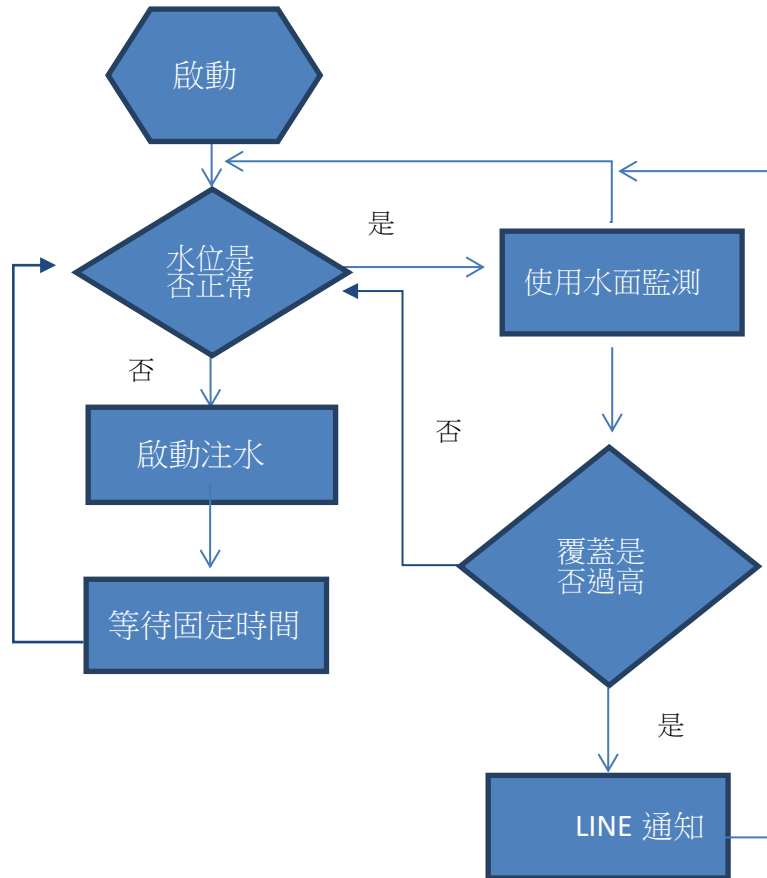 啟動
水位是
否正常
是
使用水面監測
否
啟動注水
否
等待固定時間
覆蓋是
否過高
是
LINE 通知